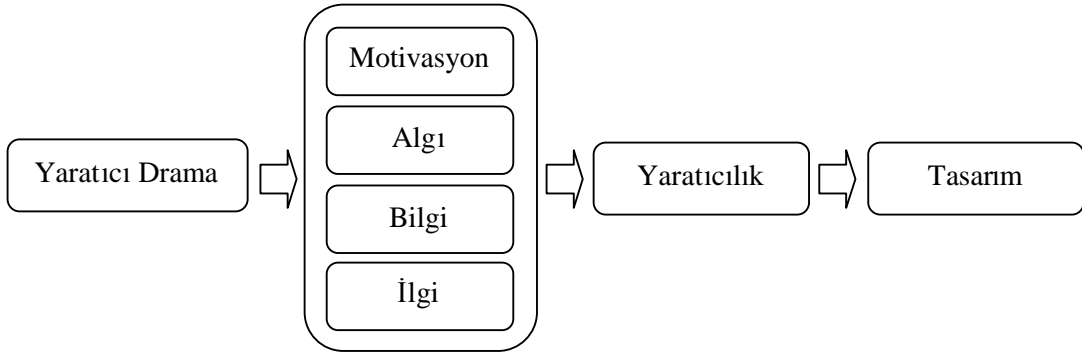 Yaratıcı Drama
Motivasyon
Algı
Bilgi
İlgi
Yaratıcılık
Tasarım